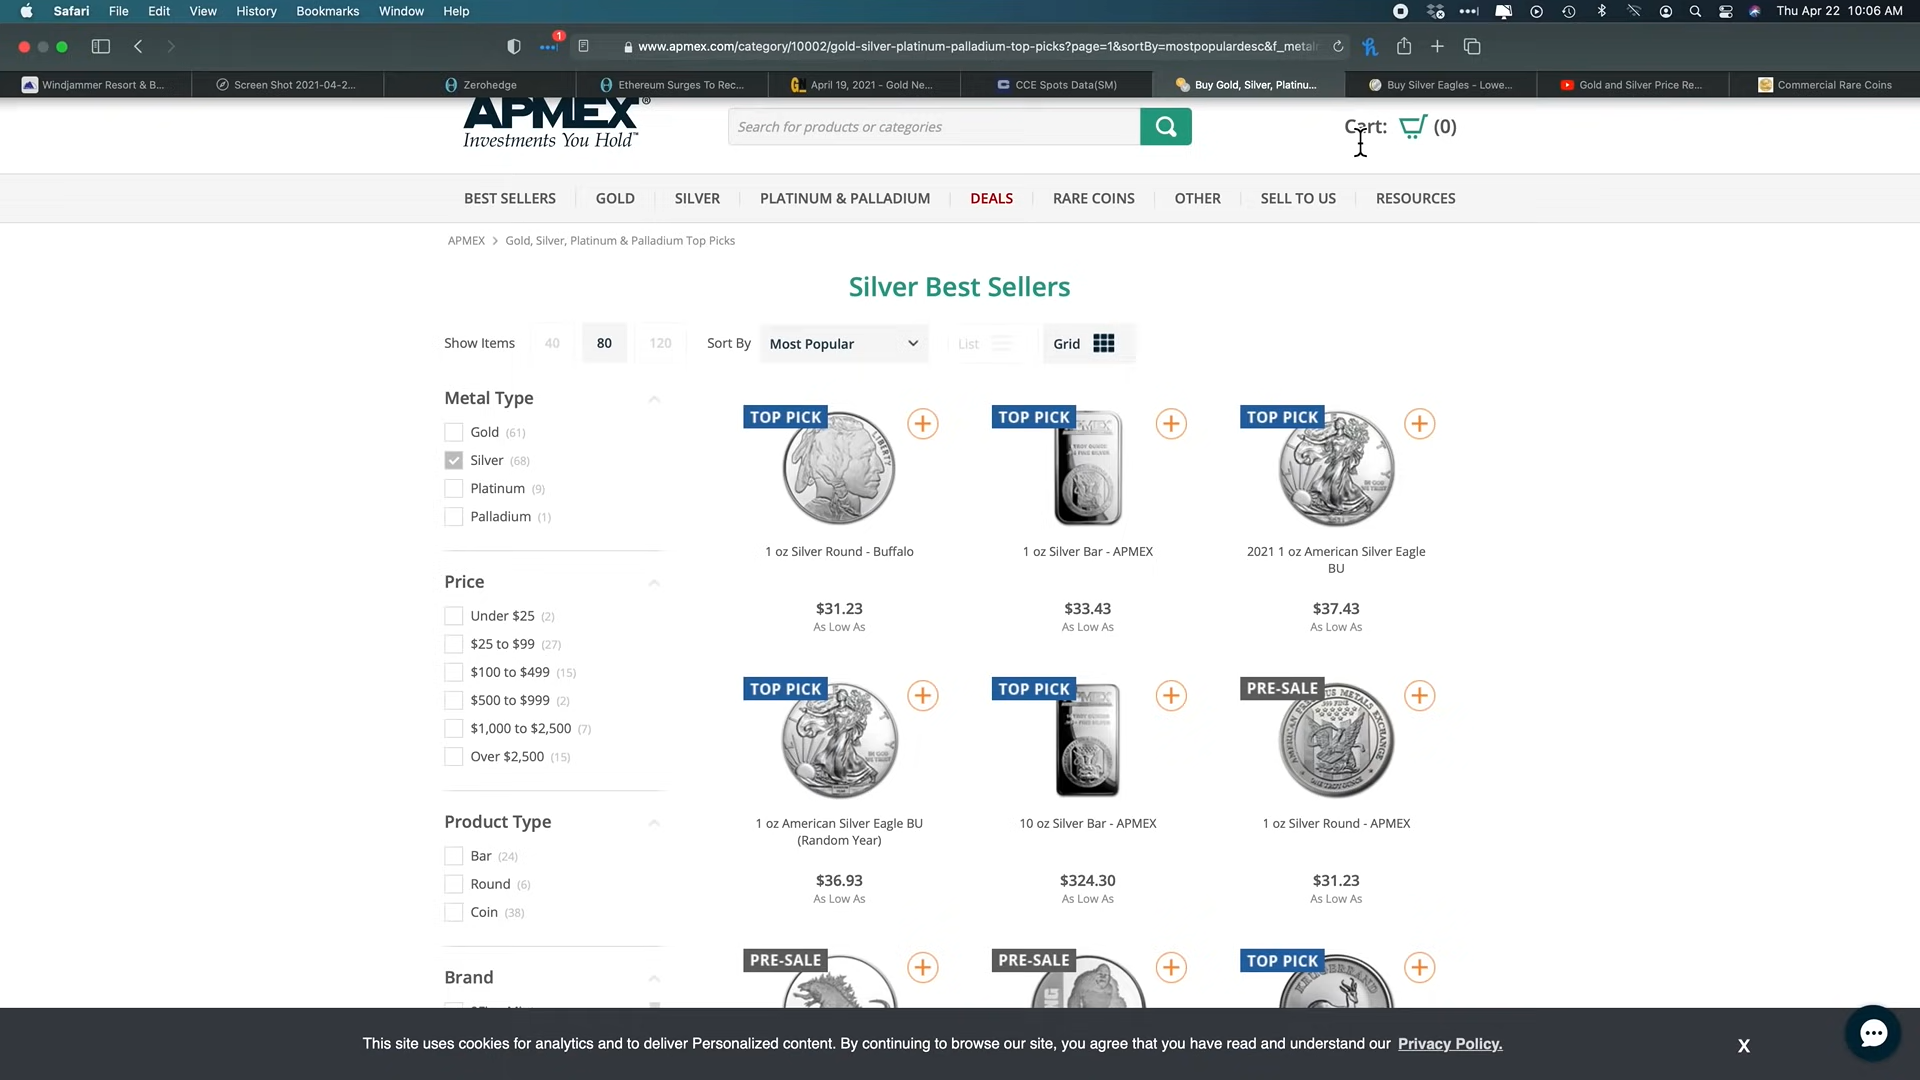 Safari File Edit View History Bookmarks Window Help Thu Apr 22 10:06 AM
1
www.apmex.com/category/10002/gold-silver-platinum-palladium-top-picks?page=1&sortBy=mostpopulardesc&f_metal
Windjammer Resort & B... Screen Shot 2021-04-2... Zerohedge Ethereum Surges To Rec... April 19, 2021 - Gold Ne... CCE Spots Data(SM) Buy Gold, Silver, Platinu... Buy Silver Eagles - Lowe... Gold and Silver Price Re... Commercial Rare Coins
APMEX®
Investments You Hold™
Search for products or categories
Cart: (0)
BEST SELLERS GOLD SILVER PLATINUM & PALLADIUM DEALS RARE COINS OTHER SELL TO US RESOURCES
APMEX > Gold, Silver, Platinum & Palladium Top Picks
Silver Best Sellers
Show Items 40 80 120 Sort By Most Popular List Grid
Metal Type
Gold (61)
Silver (68)
Platinum (9)
Palladium (1)
Price
Under $25 (2)
$25 to $99 (27)
$100 to $499 (15)
$500 to $999 (2)
$1,000 to $2,500 (7)
Over $2,500 (15)
Product Type
Bar (24)
Round (6)
Coin (38)
Brand
TOP PICK TOP PICK TOP PICK
LIBERTY
1 oz Silver Round - Buffalo
$31.23
As Low As
1 oz Silver Bar - APMEX
$33.43
As Low As
2021 1 oz American Silver Eagle
BU
$37.43
As Low As
TOP PICK TOP PICK PRE-SALE
1 oz American Silver Eagle BU
(Random Year)
$36.93
As Low As
10 oz Silver Bar - APMEX
$324.30
As Low As
1 oz Silver Round - APMEX
$31.23
As Low As
PRE-SALE PRE-SALE TOP PICK
This site uses cookies for analytics and to deliver Personalized content. By continuing to browse our site, you agree that you have read and understand our Privacy Policy. X